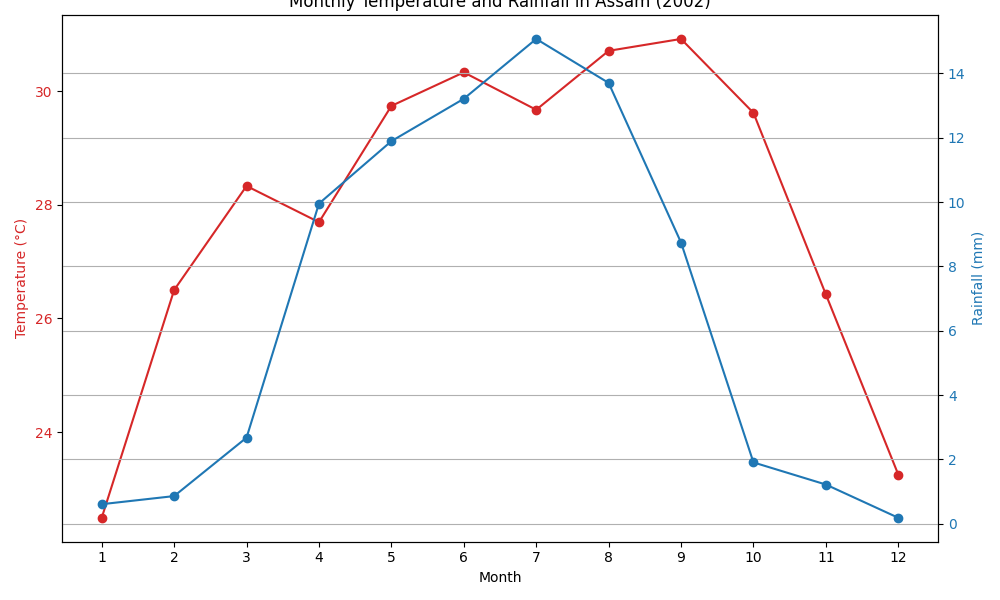 Monthly Temperature and Rainfall in Assam (2002)
Temperature (°C)
30
28
26
24
14
12
10
8
6
4
2
0
Rainfall (mm)
1 2 3 4 5 6 7 8 9 10 11 12
Month